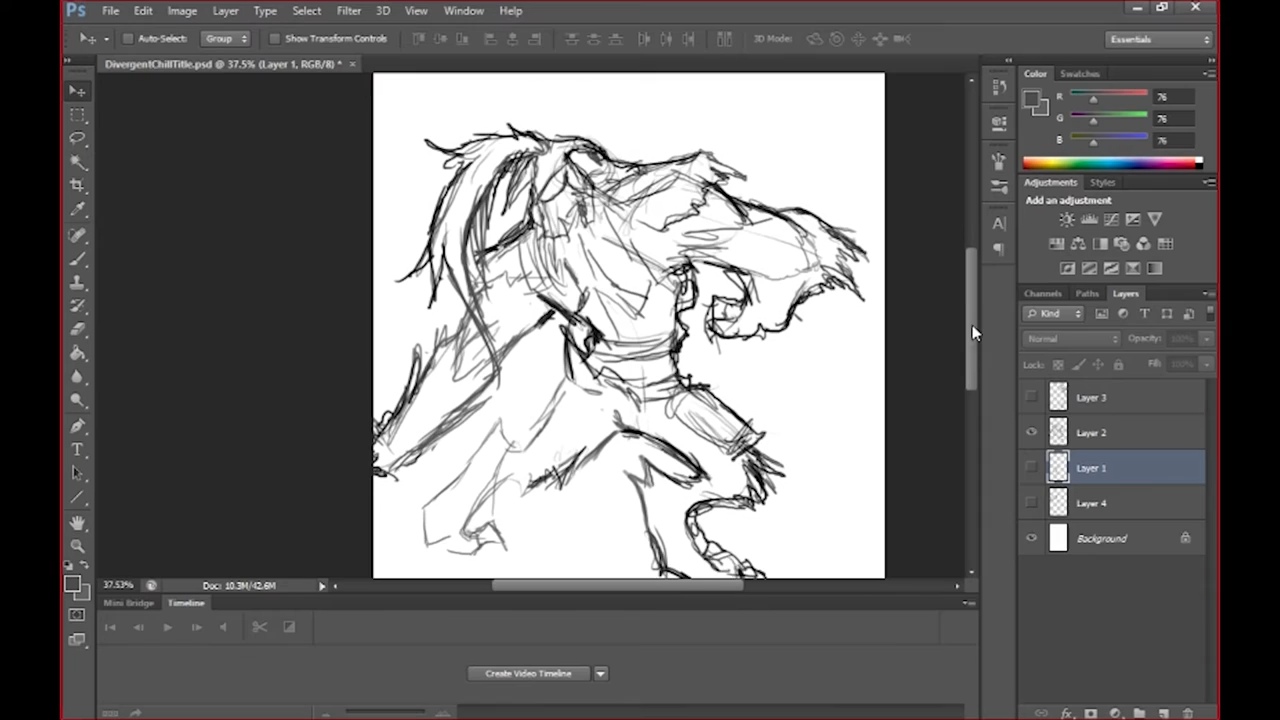 Ps File Edit Image Layer Type Select Filter 3D View Window Help
Auto-Select: Group Show Transform Controls 3D Mode: Essentials
DivergentChillTitle.psd @ 37.5% (Layer 1, RGB/8) *
Color Swatches
R 76
G 76
B 76
Adjustments Styles
Add an adjustment
Channels Paths Layers
Kind
Normal Opacity: 100%
Lock: Fill: 100%
Layer 3
Layer 2
Layer 1
Layer 4
Background
37.53% Doc: 10.3M/42.6M
Mini Bridge Timeline
Create Video Timeline
fx